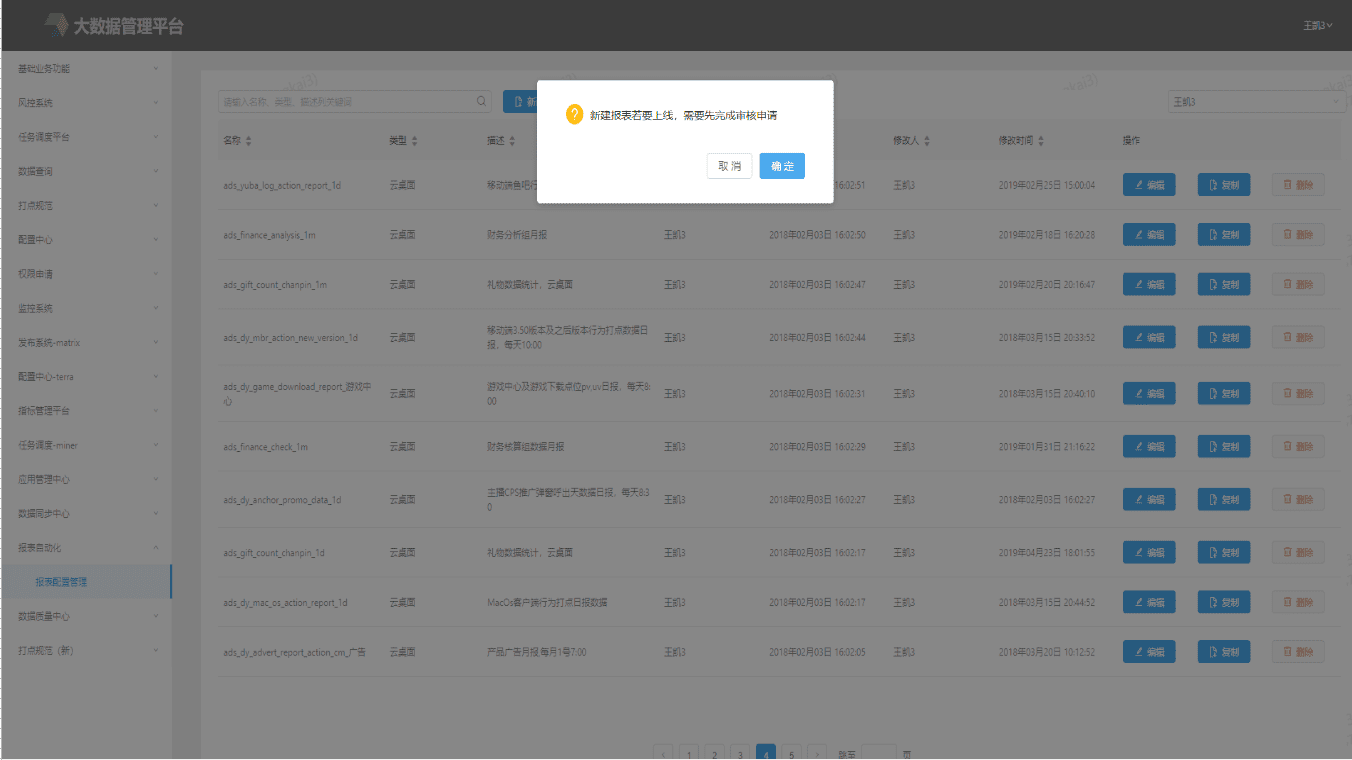 大数据管理平台
王凯3
基础业务功能
风控系统
任务调度平台
数据查询
打点规范
配置中心
权限申请
监控系统
发布系统-matrix
配置中心-terra
指标管理平台
任务调度-miner
应用管理中心
数据同步中心
报表自动化
报表配置管理
数据质量中心
打点规范（新）
请输入名称、类型、描述列关键词
新
王凯3
新建报表若要上线，需要先完成审核申请
取 消
确 定
名称 类型 描述 修改人 修改时间 操作
ads_yuba_log_action_report_1d 云桌面 移动端鱼吧行 16:02:51 王凯3 2019年02月25日 15:00:04 编辑 复制 删除
ads_finance_analysis_1m 云桌面 财务分析组月报 王凯3 2018年02月03日 16:02:50 王凯3 2019年02月18日 16:20:28 编辑 复制 删除
ads_gift_count_chanpin_1m 云桌面 礼物数据统计，云桌面 王凯3 2018年02月03日 16:02:47 王凯3 2019年02月20日 20:16:47 编辑 复制 删除
ads_dy_mbr_action_new_version_1d 云桌面 移动端3.50版本及之后版本行为打点数据日
报，每天10:00 王凯3 2018年02月03日 16:02:44 王凯3 2018年03月15日 20:33:52 编辑 复制 删除
ads_dy_game_download_report_游戏中
心 云桌面 游戏中心及游戏下载点位pv,uv日报，每天8:
00 王凯3 2018年02月03日 16:02:31 王凯3 2018年03月15日 20:40:10 编辑 复制 删除
ads_finance_check_1m 云桌面 财务核算组数据月报 王凯3 2018年02月03日 16:02:29 王凯3 2019年01月31日 21:16:22 编辑 复制 删除
ads_dy_anchor_promo_data_1d 云桌面 主播CPS推广弹窗呼出天数据日报，每天8:3
0 王凯3 2018年02月03日 16:02:27 王凯3 2018年02月03日 16:02:27 编辑 复制 删除
ads_gift_count_chanpin_1d 云桌面 礼物数据统计，云桌面 王凯3 2018年02月03日 16:02:17 王凯3 2019年04月23日 18:01:55 编辑 复制 删除
ads_dy_mac_os_action_report_1d 云桌面 MacOs客户端行为打点日报数据 王凯3 2018年02月03日 16:02:17 王凯3 2018年03月15日 20:44:52 编辑 复制 删除
ads_dy_advert_report_action_cm_广告 云桌面 产品广告月报,每月1号7:00 王凯3 2018年02月03日 16:02:05 王凯3 2018年03月20日 10:12:52 编辑 复制 删除
1 2 3 4 5 跳至 页